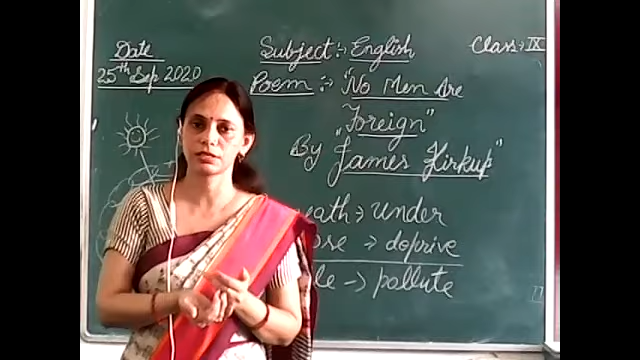 Date
25th Sep 2020
Subject:- English
Class:- IX
Poem:- "No Men Are
Foreign"
By James Kirkup"
under
deprive
pollute